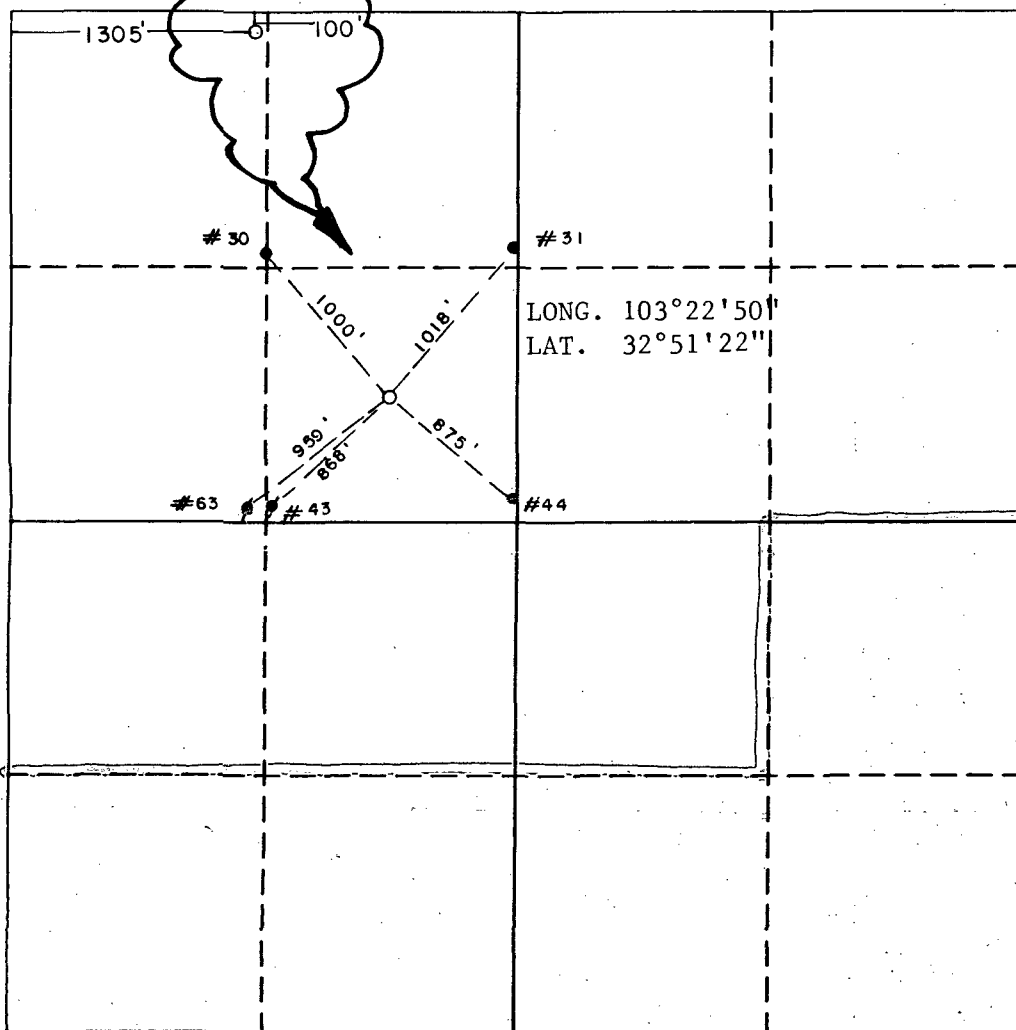 1305' 100'
#30 #31
1000' 1018'
LONG. 103°22'50"
LAT. 32°51'22"
959' 868' 875'
#63 #43 #44